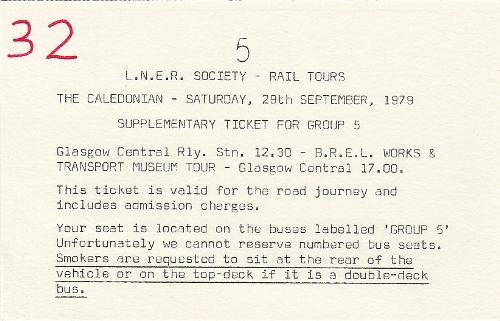 32
5
L.N.E.R. SOCIETY - RAIL TOURS
THE CALEDONIAN - SATURDAY, 29th SEPTEMBER, 1979
SUPPLEMENTARY TICKET FOR GROUP 5
Glasgow Central Rly. Stn. 12.30 - B.R.E.L. WORKS &
TRANSPORT MUSEUM TOUR - Glasgow Central 17.00.
This ticket is valid for the road journey and
includes admission charges.
Your seat is located on the buses labelled 'GROUP 5'
Unfortunately we cannot reserve numbered bus seats.
Smokers are requested to sit at the rear of the
vehicle or on the top-deck if it is a double-deck
bus.